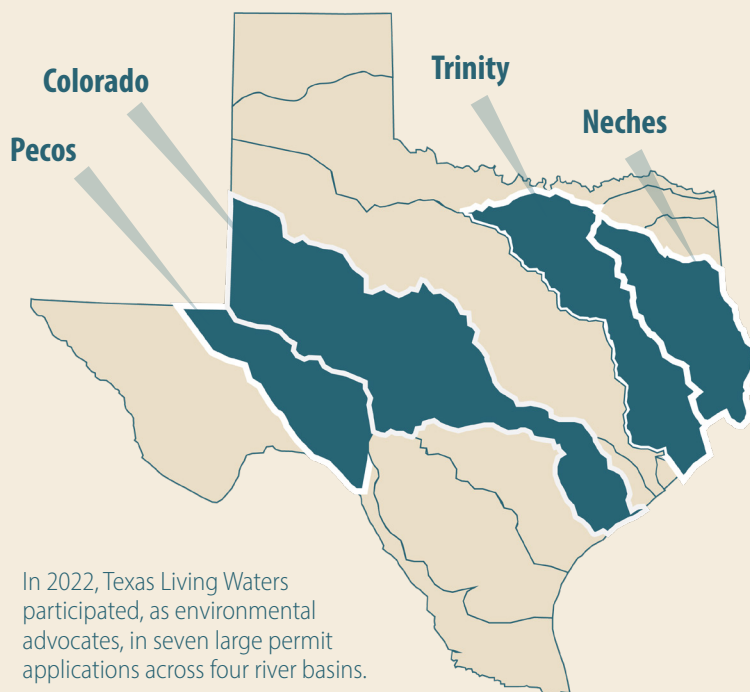 Trinity
Colorado
Neches
Pecos
In 2022, Texas Living Waters
participated, as environmental
advocates, in seven large permit
applications across four river basins.